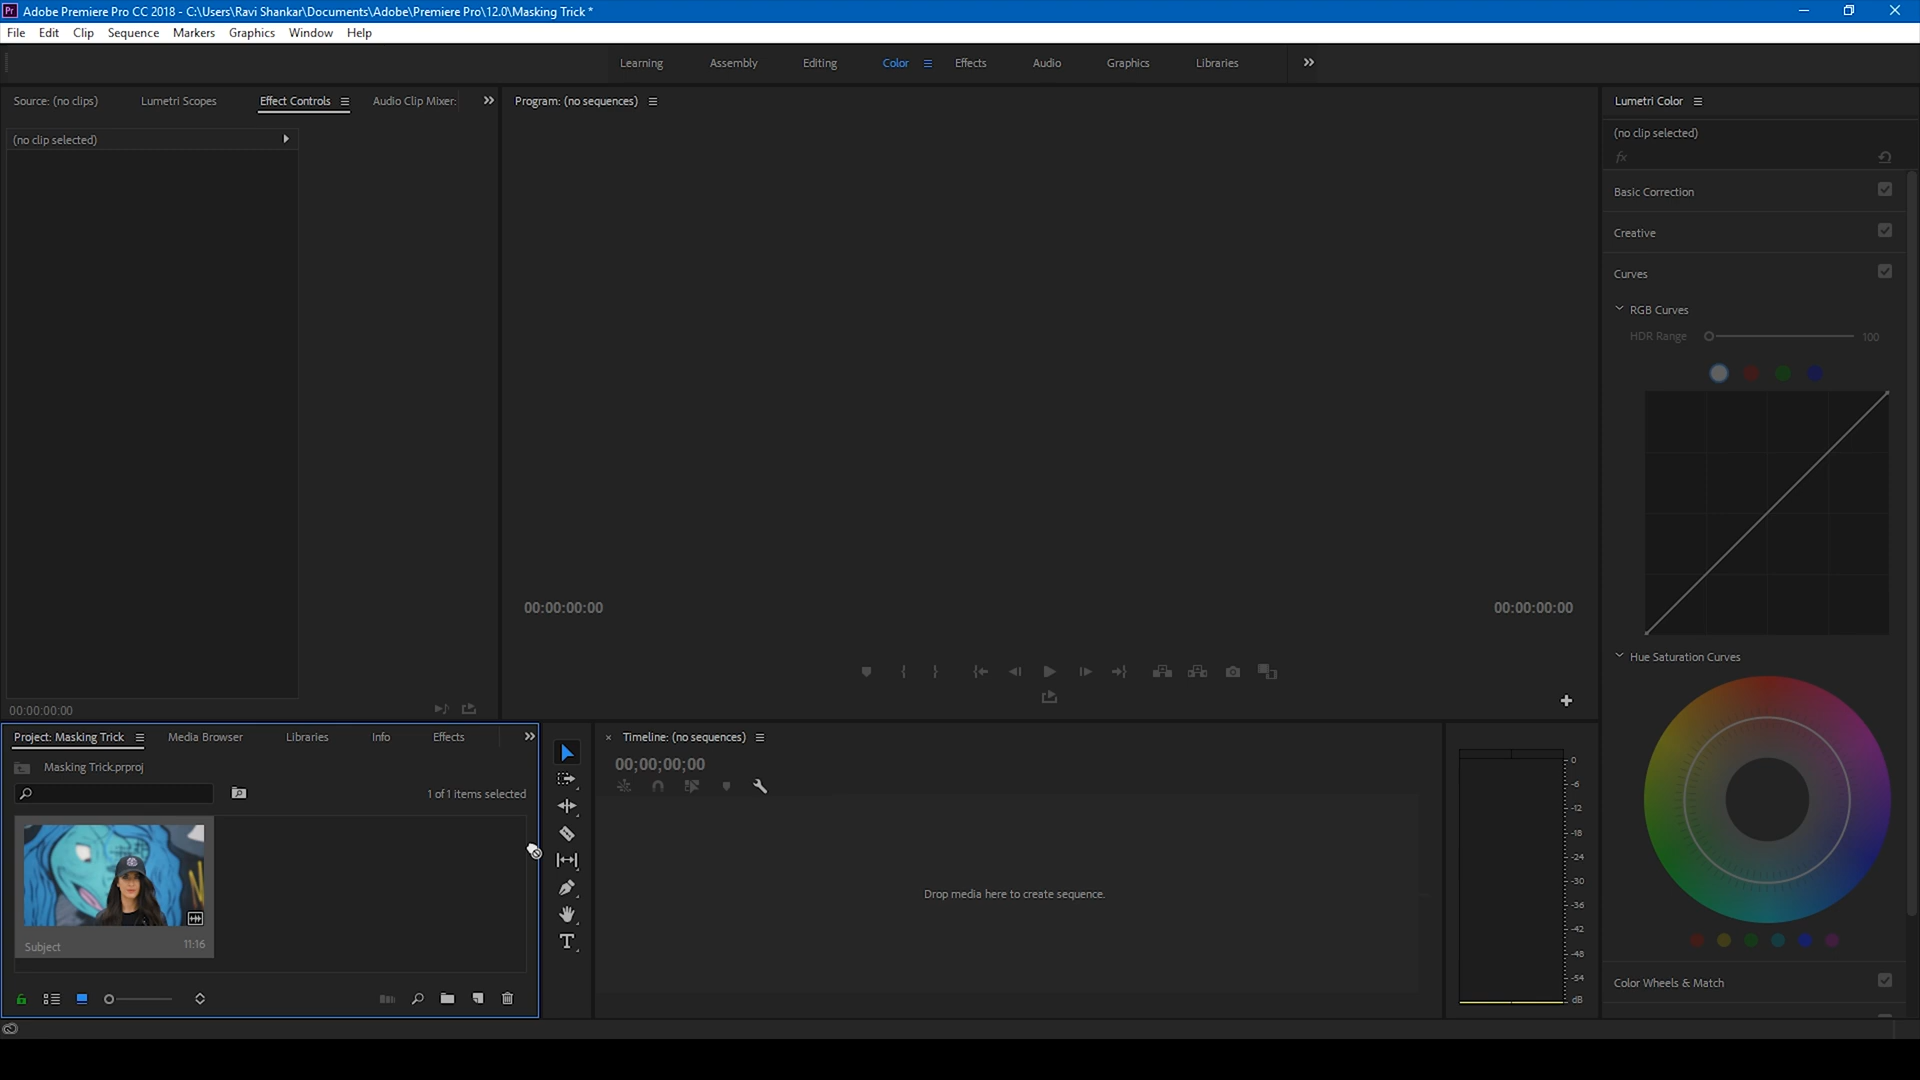 Pr Adobe Premiere Pro CC 2018 - C:\Users\Ravi Shankar\Documents\Adobe\Premiere Pro\12.0\Masking Trick *
File Edit Clip Sequence Markers Graphics Window Help
Learning Assembly Editing Color Effects Audio Graphics Libraries
Source: (no clips) Lumetri Scopes Effect Controls Audio Clip Mixer:
Program: (no sequences)
Lumetri Color
(no clip selected)
(no clip selected)
fx
Basic Correction
Creative
Curves
RGB Curves
HDR Range 100
00:00:00:00 00:00:00:00
Hue Saturation Curves
00:00:00:00
Project: Masking Trick Media Browser Libraries Info Effects
Masking Trick.prproj
1 of 1 items selected
Subject 11:16
× Timeline: (no sequences)
00;00;00;00
Drop media here to create sequence.
T
0
-6
-12
-18
-24
-30
-36
-42
-48
-54
dB
Color Wheels & Match